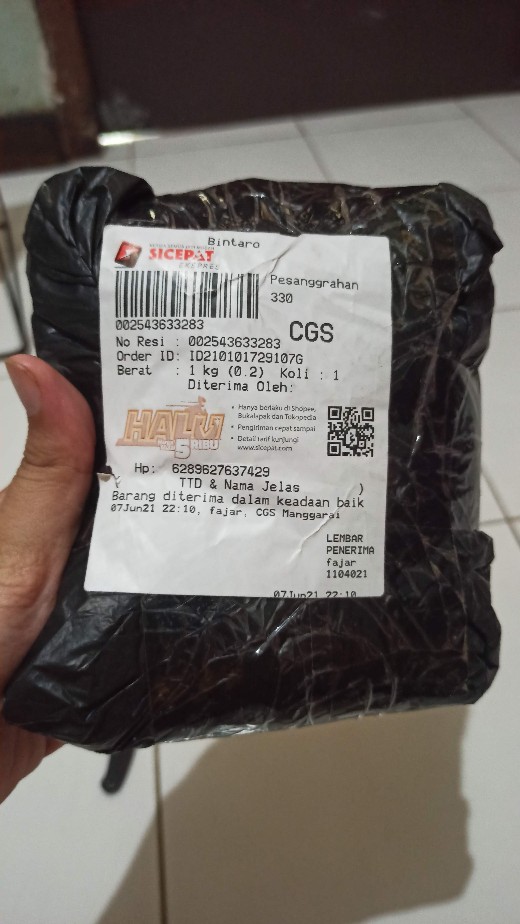 Bintaro
SICEPAT
EKSPRES
Pesanggrahan
330
002543633283
CGS
No Resi : 002543633283
Order ID: ID210101729107G
Berat : 1 kg (0.2) Koli : 1
Diterima Oleh:
HALU
5
RIBU
• Hanya berlaku di Shopee,
Bukalapak dan Tokopedia
• Pengiriman cepat sampai
• Detail tarif kunjungi
www.sicepat.com
Hp: 6289627637429
TTD & Nama Jelas )
Barang diterima dalam keadaan baik
07Jun21 22:10, fajar, CGS Manggarai
LEMBAR
PENERIMA
fajar
1104021
07Jun21 22:10